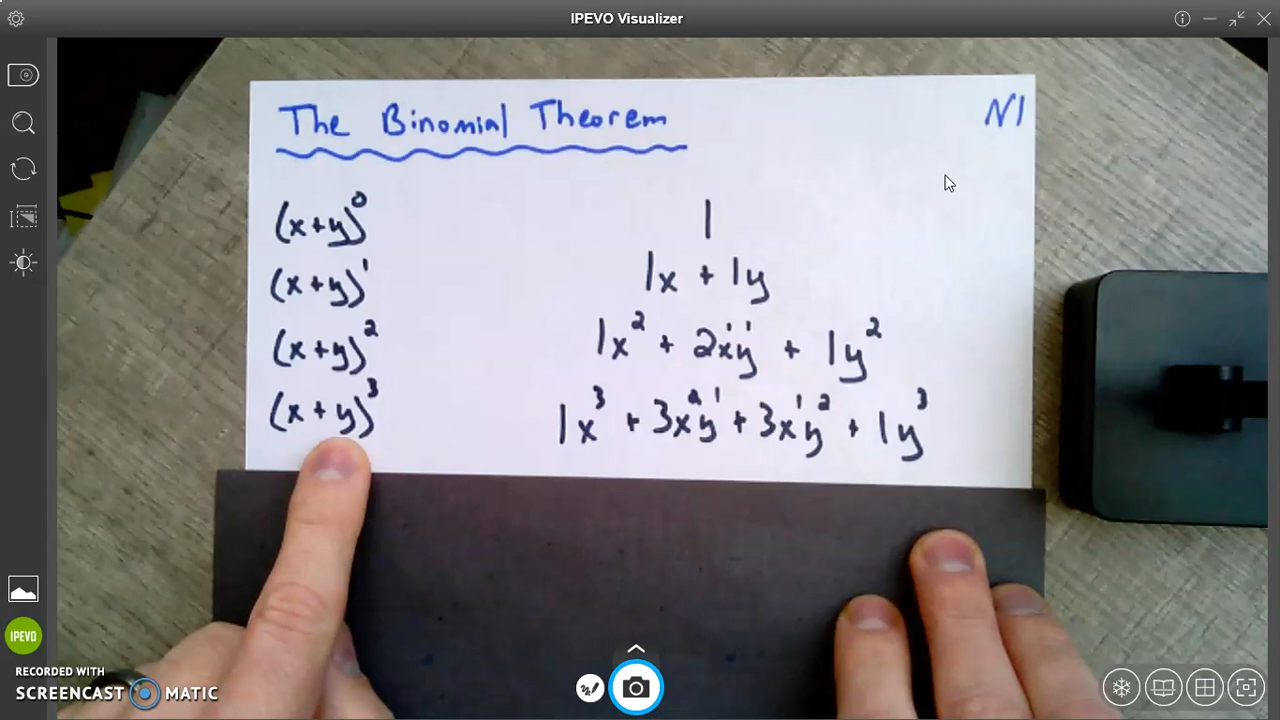 IPEVO Visualizer
The Binomial Theorem
N1
(x+y)⁰ 1
(x+y)¹ 1x + 1y
(x+y)² 1x² + 2x¹y¹ + 1y²
(x+y)³ 1x³ + 3x²y¹ + 3x¹y² + 1y³
IPEVO
RECORDED WITH
SCREENCAST MATIC